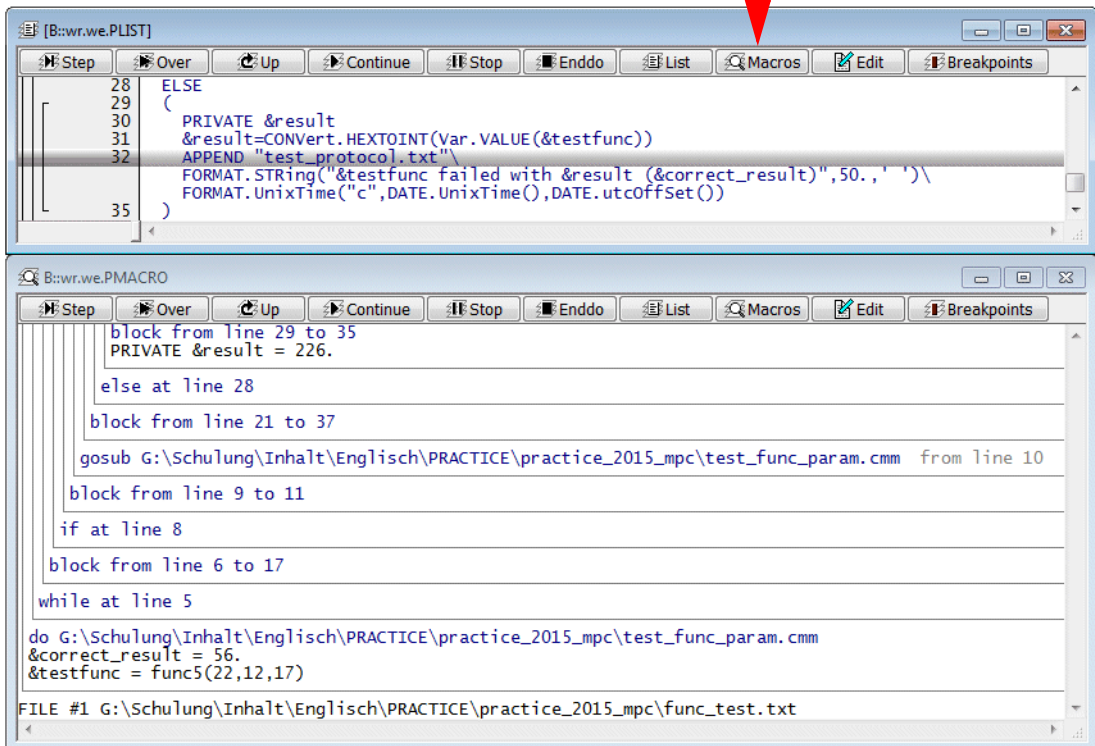 [B::wr.we.PLIST]
Step Over Up Continue Stop Enddo List Macros Edit Breakpoints
28 ELSE
29 (
30 PRIVATE &result
31 &result=CONVert.HEXTOINT(Var.VALUE(&testfunc))
32 APPEND "test_protocol.txt"\
FORMAT.STRing("&testfunc failed with &result (&correct_result)",50.,' ')\
FORMAT.UnixTime("c",DATE.UnixTime(),DATE.utcOffSet())
35 )
B::wr.we.PMACRO
Step Over Up Continue Stop Enddo List Macros Edit Breakpoints
block from line 29 to 35
PRIVATE &result = 226.
else at line 28
block from line 21 to 37
gosub G:\Schulung\Inhalt\Englisch\PRACTICE\practice_2015_mpc\test_func_param.cmm from line 10
block from line 9 to 11
if at line 8
block from line 6 to 17
while at line 5
do G:\Schulung\Inhalt\Englisch\PRACTICE\practice_2015_mpc\test_func_param.cmm
&correct_result = 56.
&testfunc = func5(22,12,17)
FILE #1 G:\Schulung\Inhalt\Englisch\PRACTICE\practice_2015_mpc\func_test.txt